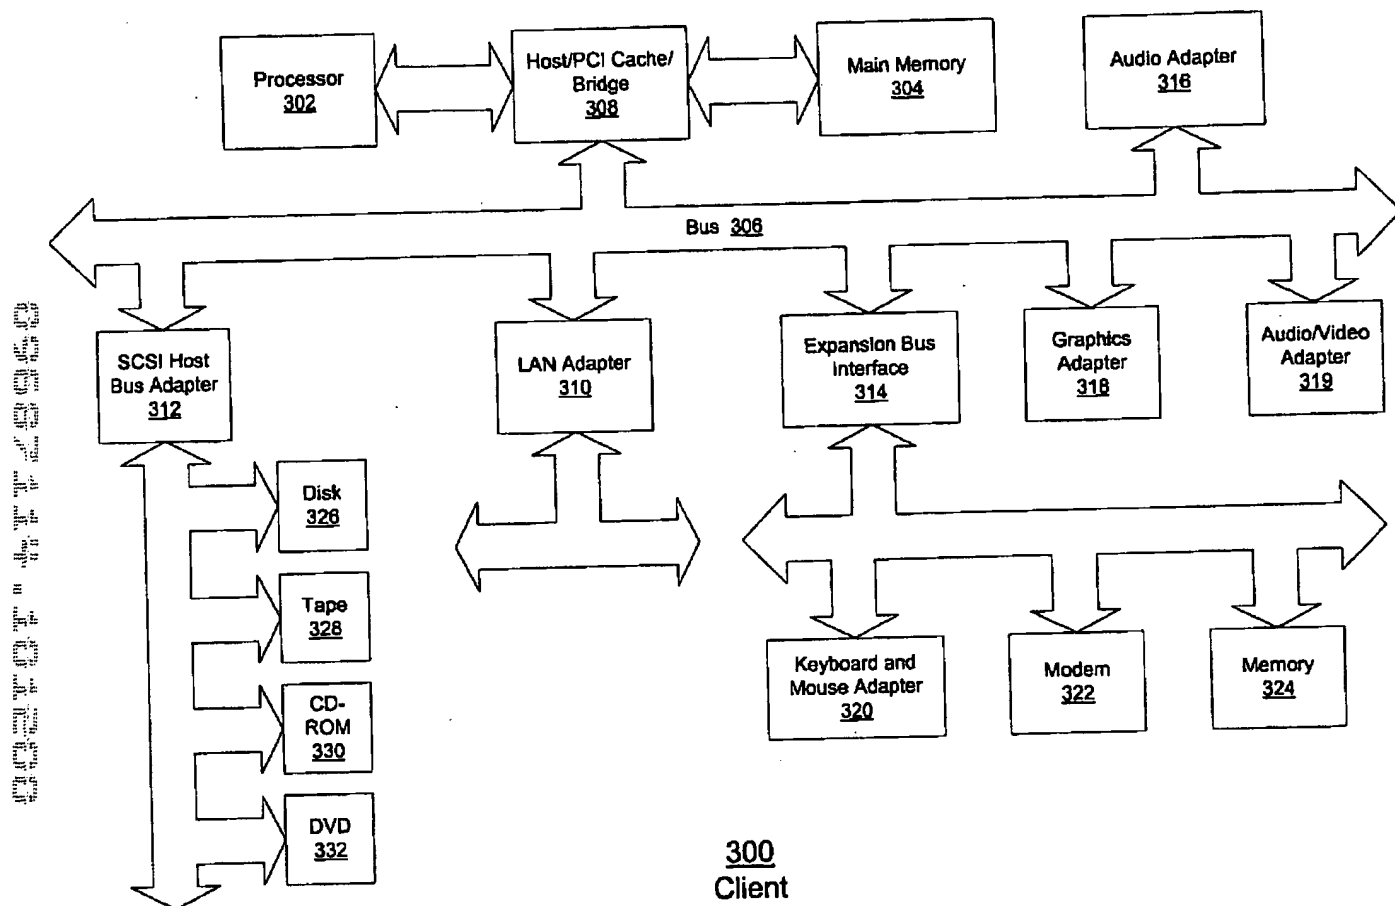 Processor
302
Host/PCI Cache/
Bridge
308
Main Memory
304
Audio Adapter
316
Bus 306
SCSI Host
Bus Adapter
312
LAN Adapter
310
Expansion Bus
Interface
314
Graphics
Adapter
318
Audio/Video
Adapter
319
Disk
326
Tape
328
CD-
ROM
330
DVD
332
Keyboard and
Mouse Adapter
320
Modem
322
Memory
324
300
Client